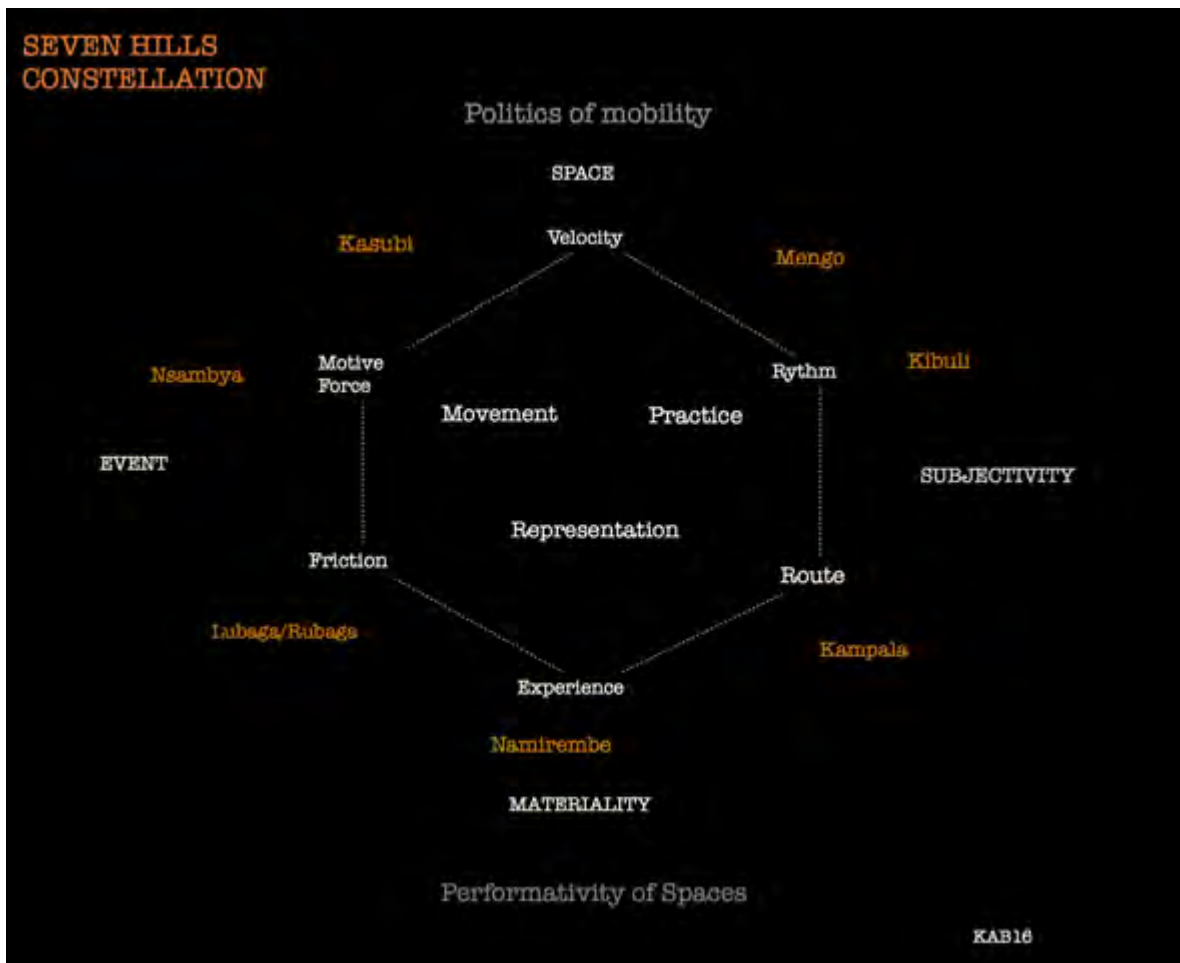 SEVEN HILLS
CONSTELLATION
Politics of mobility
SPACE
Velocity
Kasubi
Mengo
Motive
Force
Rythm
Kibuli
Nsambya
Movement
Practice
EVENT
SUBJECTIVITY
Representation
Friction
Route
Lubaga/Rubaga
Kampala
Experience
Namirembe
MATERIALITY
Performativity of Spaces
KAB16